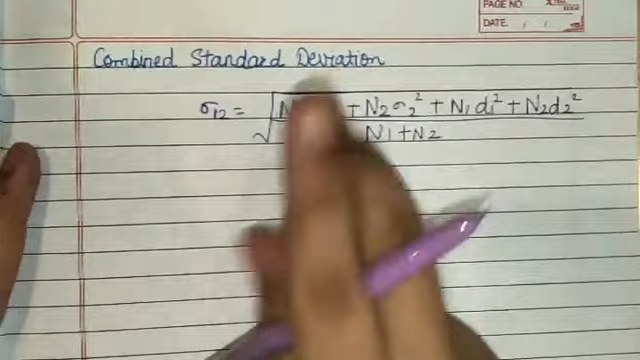 PAGE NO.
DATE: / /
Combined Standard Deviation
σ12 = √ N + N2σ2² + N1d1² + N2d2²
N1+N2